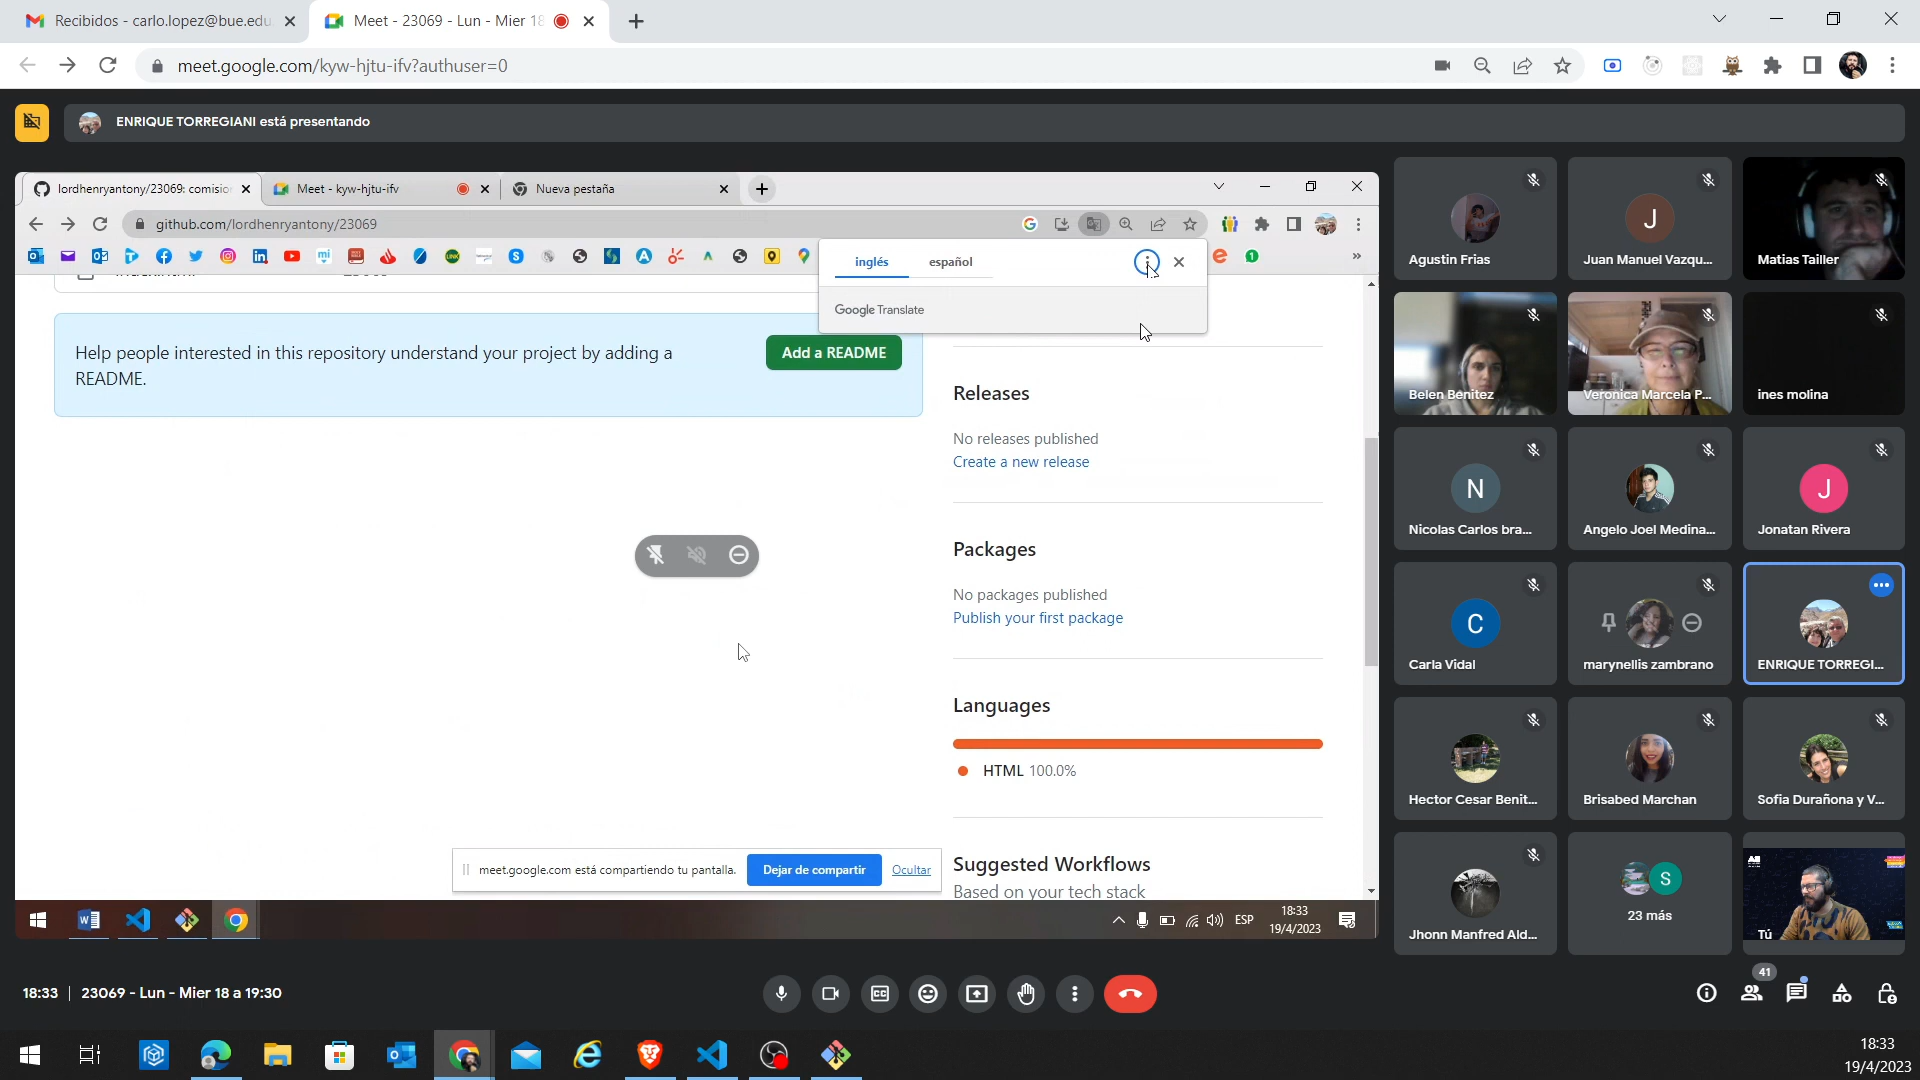 Recibidos - carlo.lopez@bue.edu
Meet - 23069 - Lun - Mier 18
meet.google.com/kyw-hjtu-ifv?authuser=0
ENRIQUE TORREGIANI está presentando
lordhenryantony/23069: comisio
Meet - kyw-hjtu-ifv
Nueva pestaña
github.com/lordhenryantony/23069
inglés
español
Google Translate
Help people interested in this repository understand your project by adding a
README.
Add a README
Releases
No releases published
Create a new release
Packages
No packages published
Publish your first package
Languages
HTML 100.0%
Suggested Workflows
Based on your tech stack
meet.google.com está compartiendo tu pantalla.
Dejar de compartir
Ocultar
ESP
18:33
19/4/2023
Agustin Frias
J
Juan Manuel Vazqu...
Matias Tailler
Belen Benitez
Veronica Marcela P...
ines molina
N
Nicolas Carlos bra...
Angelo Joel Medina...
J
Jonatan Rivera
C
Carla Vidal
marynellis zambrano
ENRIQUE TORREGI...
Hector Cesar Benit...
Brisabed Marchan
Sofia Durañona y V...
Jhonn Manfred Ald...
S
23 más
Tú
18:33 | 23069 - Lun - Mier 18 a 19:30
41
18:33
19/4/2023